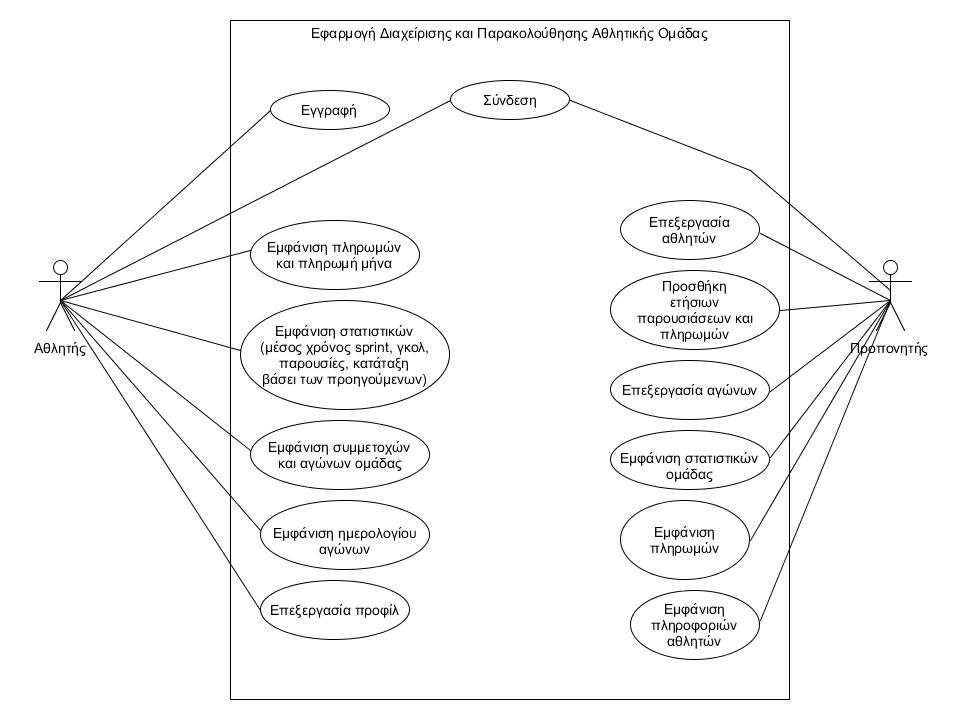 Εφαρμογή Διαχείρισης και Παρακολούθησης Αθλητικής Ομάδας
Εγγραφή
Σύνδεση
Εμφάνιση πληρωμών
και πληρωμή μήνα
Εμφάνιση στατιστικών
(μέσος χρόνος sprint, γκολ,
παρουσίες, κατάταξη
βάσει των προηγούμενων)
Εμφάνιση συμμετοχών
και αγώνων ομάδας
Εμφάνιση ημερολογίου
αγώνων
Επεξεργασία προφίλ
Αθλητής
Επεξεργασία
αθλητών
Προσθήκη
ετήσιων
παρουσιάσεων και
πληρωμών
Επεξεργασία αγώνων
Εμφάνιση στατιστικών
ομάδας
Εμφάνιση
πληρωμών
Εμφάνιση
πληροφοριών
αθλητών
Προπονητής